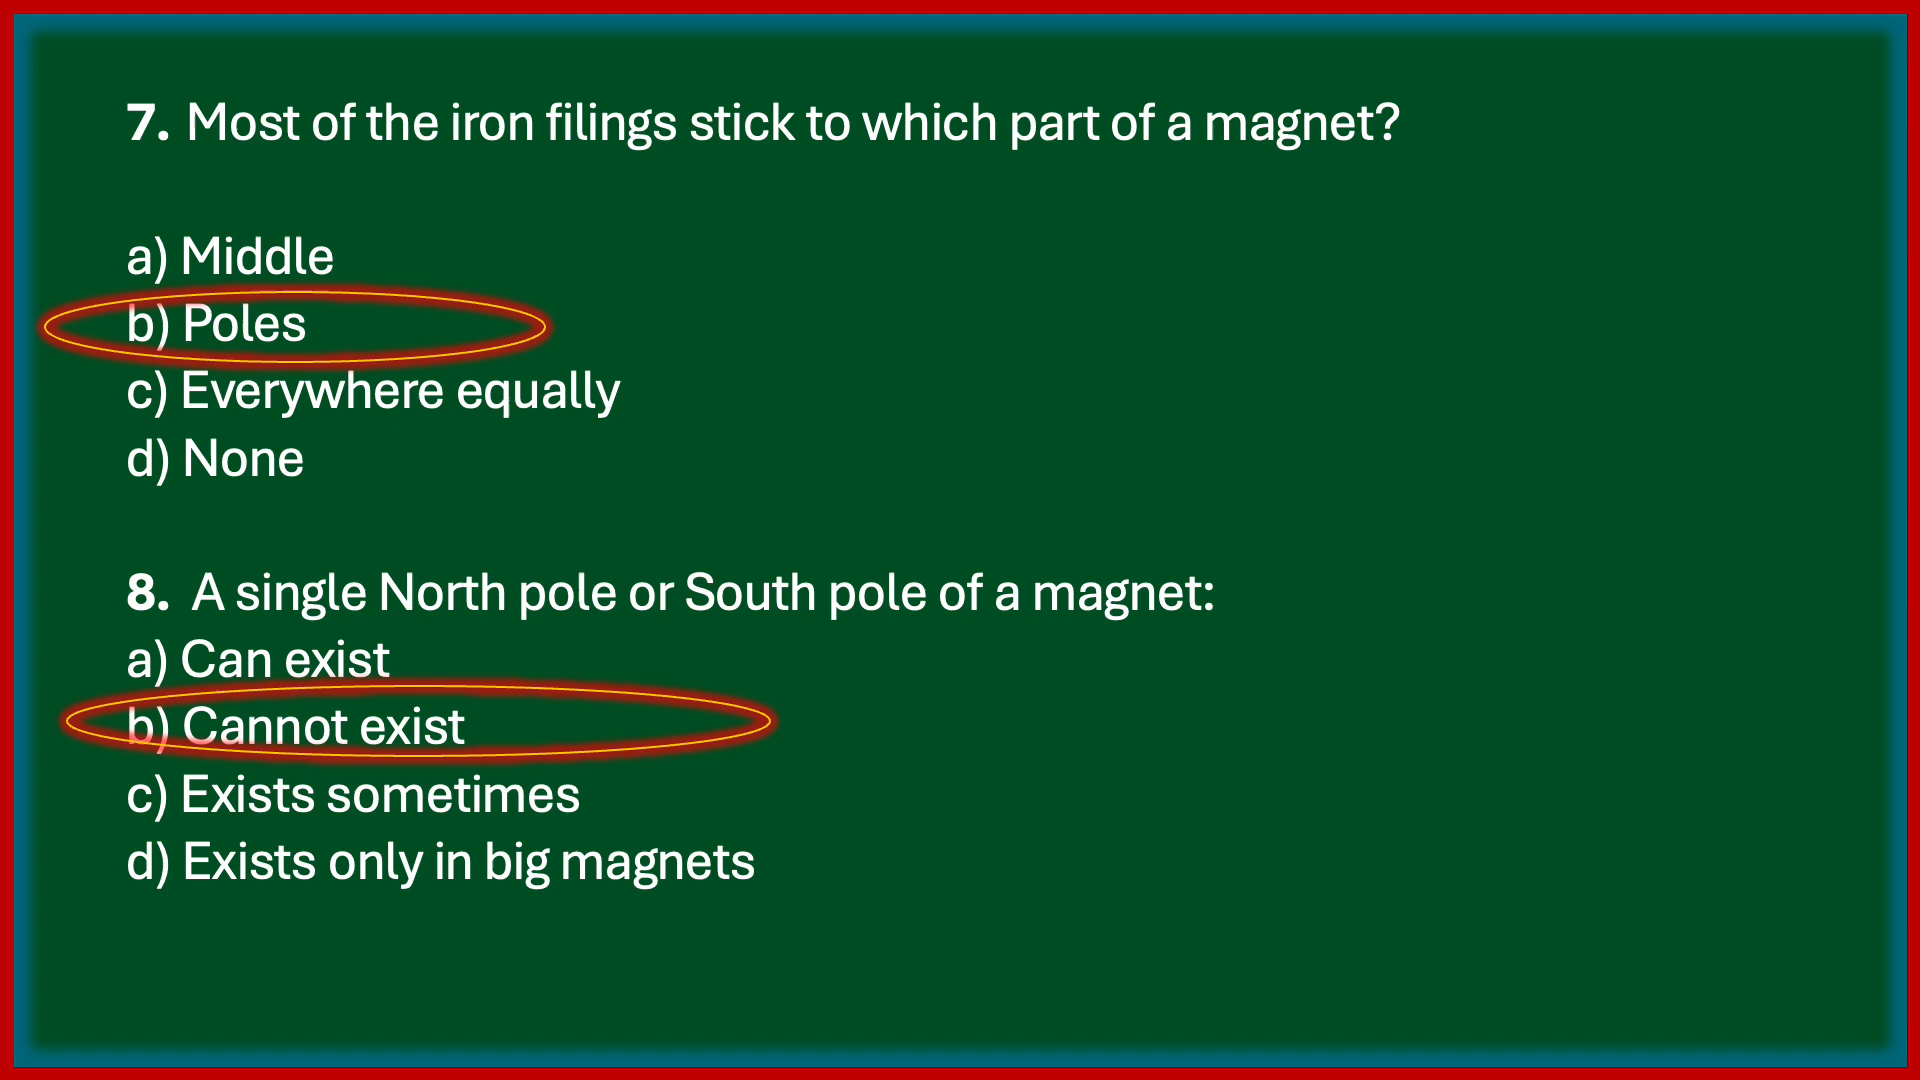 7. Most of the iron filings stick to which part of a magnet?
a) Middle
b) Poles
c) Everywhere equally
d) None
8. A single North pole or South pole of a magnet:
a) Can exist
b) Cannot exist
c) Exists sometimes
d) Exists only in big magnets